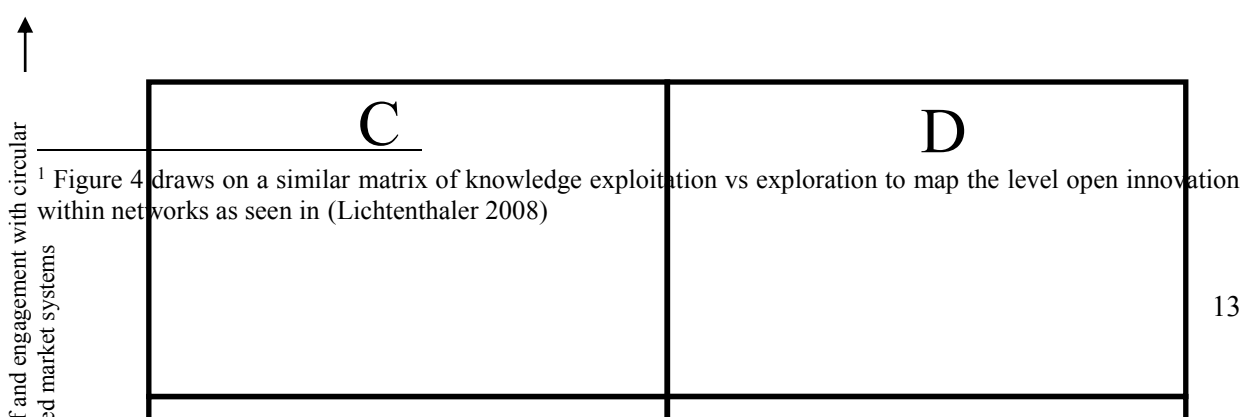 C
D
¹ Figure 4 draws on a similar matrix of knowledge exploitation vs exploration to map the level open innovation
within networks as seen in (Lichtenthaler 2008)
and engagement with circular
market systems
13